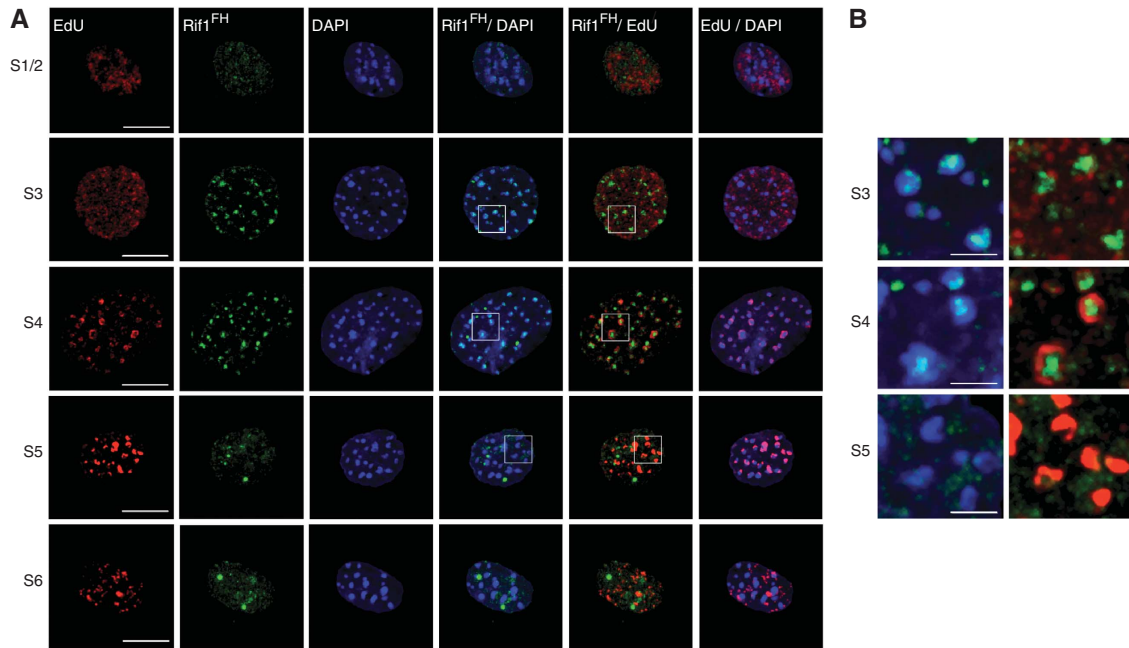 A
B
EdU
Rif1FH
DAPI
Rif1FH / DAPI
Rif1FH / EdU
EdU / DAPI
S1/2
S3
S3
S4
S4
S5
S5
S6